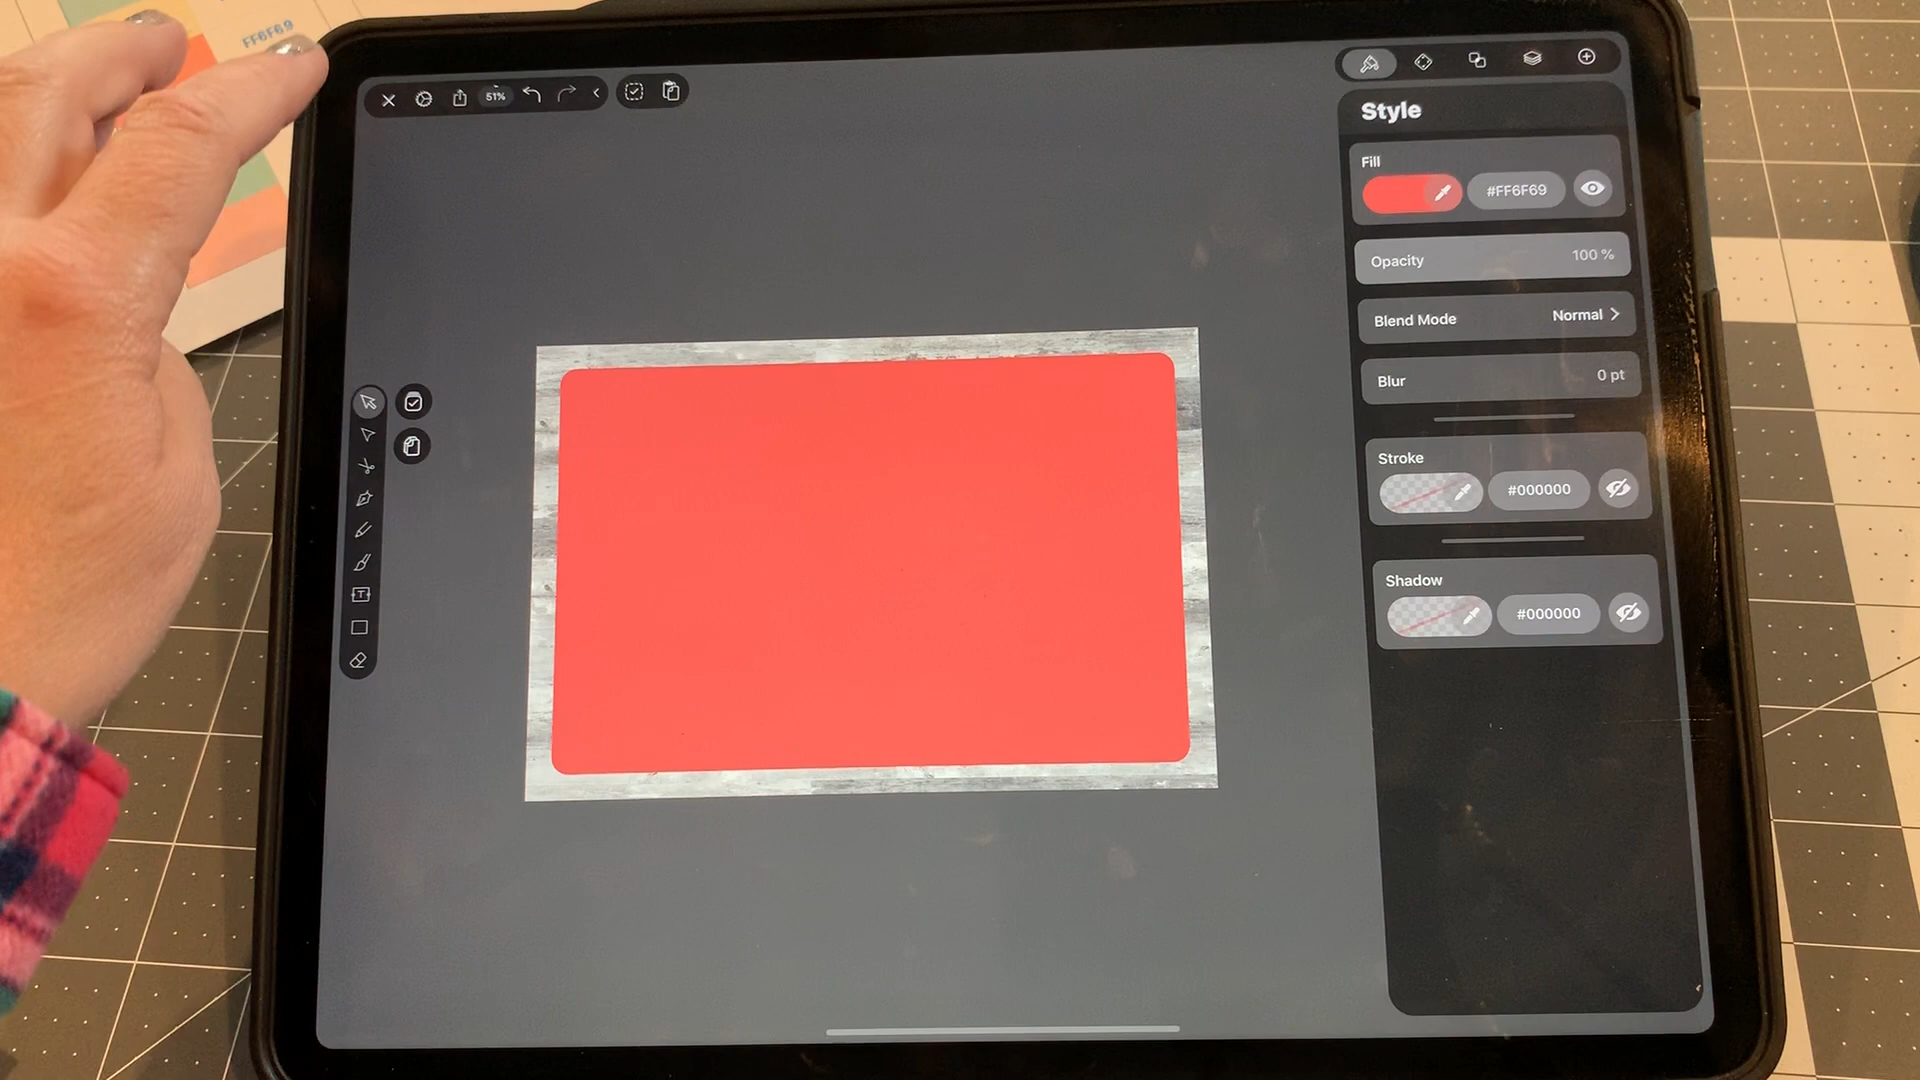 FF6F69
51%
Style
Fill
#FF6F69
Opacity 100 %
Blend Mode Normal
Blur 0 pt
Stroke
#000000
Shadow
#000000